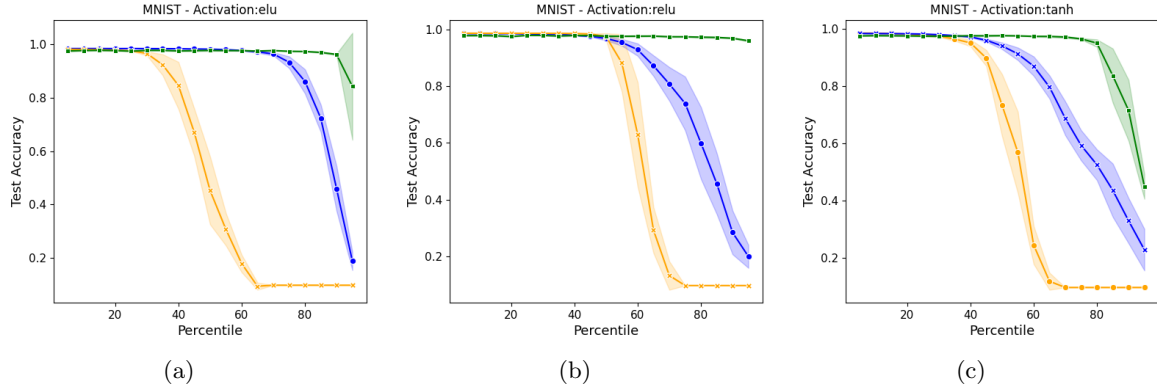 MNIST - Activation:elu
Test Accuracy
1.0
0.8
0.6
0.4
0.2
20 40 60 80
Percentile
(a)
MNIST - Activation:relu
Test Accuracy
1.0
0.8
0.6
0.4
0.2
20 40 60 80
Percentile
(b)
MNIST - Activation:tanh
Test Accuracy
1.0
0.8
0.6
0.4
0.2
20 40 60 80
Percentile
(c)